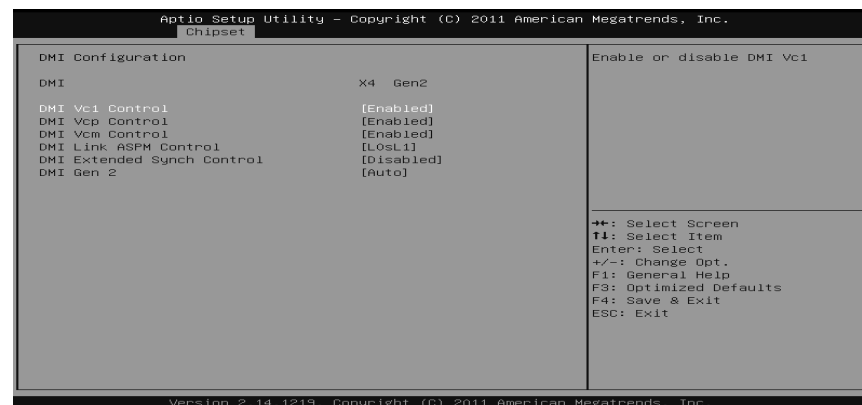 Aptio Setup Utility – Copyright (C) 2011 American Megatrends, Inc.
Chipset
DMI Configuration
DMI X4 Gen2
DMI Vc1 Control [Enabled]
DMI Vcp Control [Enabled]
DMI Vcm Control [Enabled]
DMI Link ASPM Control [L0sL1]
DMI Extended Synch Control [Disabled]
DMI Gen 2 [Auto]
Enable or disable DMI Vc1
→←: Select Screen
↑↓: Select Item
Enter: Select
+/-: Change Opt.
F1: General Help
F3: Optimized Defaults
F4: Save & Exit
ESC: Exit
Version 2.14.1219. Copyright (C) 2011 American Megatrends, Inc.